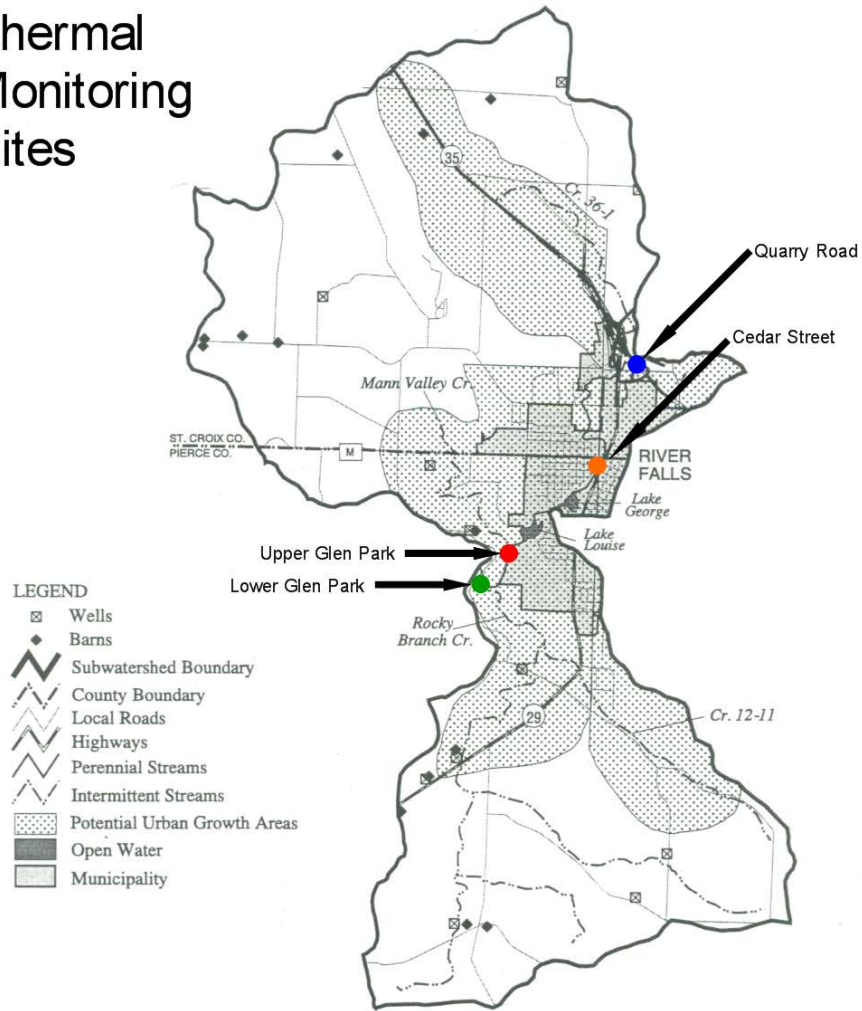 hermal
onitoring
ites
35
Cr. 36-1
Quarry Road
Cedar Street
Mann Valley Cr.
ST. CROIX CO.
PIERCE CO.
M
RIVER
FALLS
Lake
George
Lake
Louise
Upper Glen Park
Lower Glen Park
Rocky
Branch Cr.
29
Cr. 12-11
LEGEND
Wells
Barns
Subwatershed Boundary
County Boundary
Local Roads
Highways
Perennial Streams
Intermittent Streams
Potential Urban Growth Areas
Open Water
Municipality